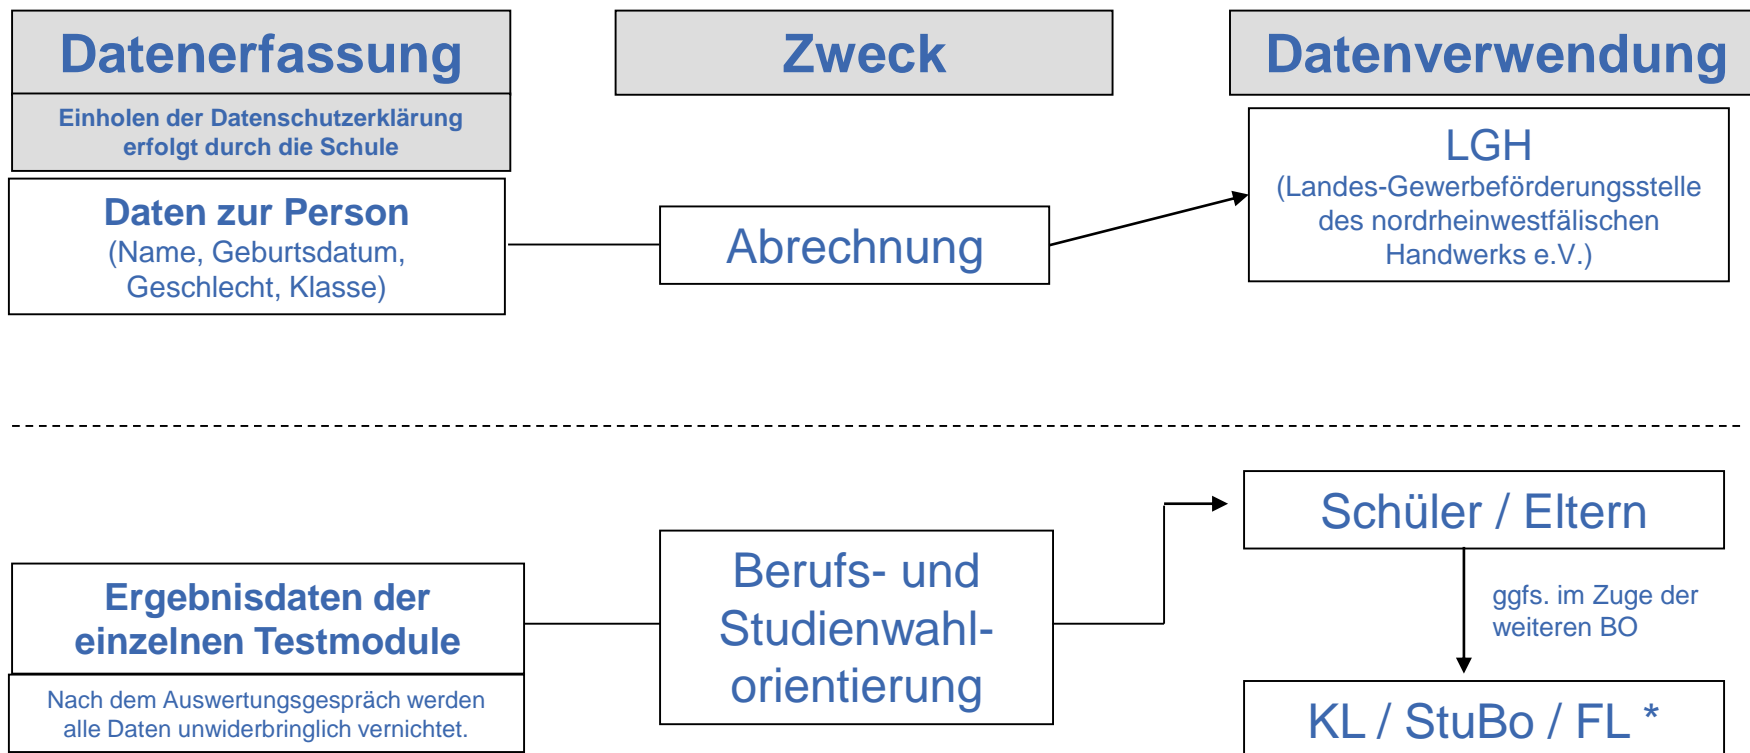 Datenerfassung
Einholen der Datenschutzerklärung
erfolgt durch die Schule
Zweck
Datenverwendung
Daten zur Person
(Name, Geburtsdatum,
Geschlecht, Klasse)
Abrechnung
LGH
(Landes-Gewerbeförderungsstelle
des nordrheinwestfälischen
Handwerks e.V.)
Ergebnisdaten der
einzelnen Testmodule
Nach dem Auswertungsgespräch werden
alle Daten unwiderbringlich vernichtet.
Berufs- und
Studienwahl-
orientierung
Schüler / Eltern
ggfs. im Zuge der
weiteren BO
KL / StuBo / FL *